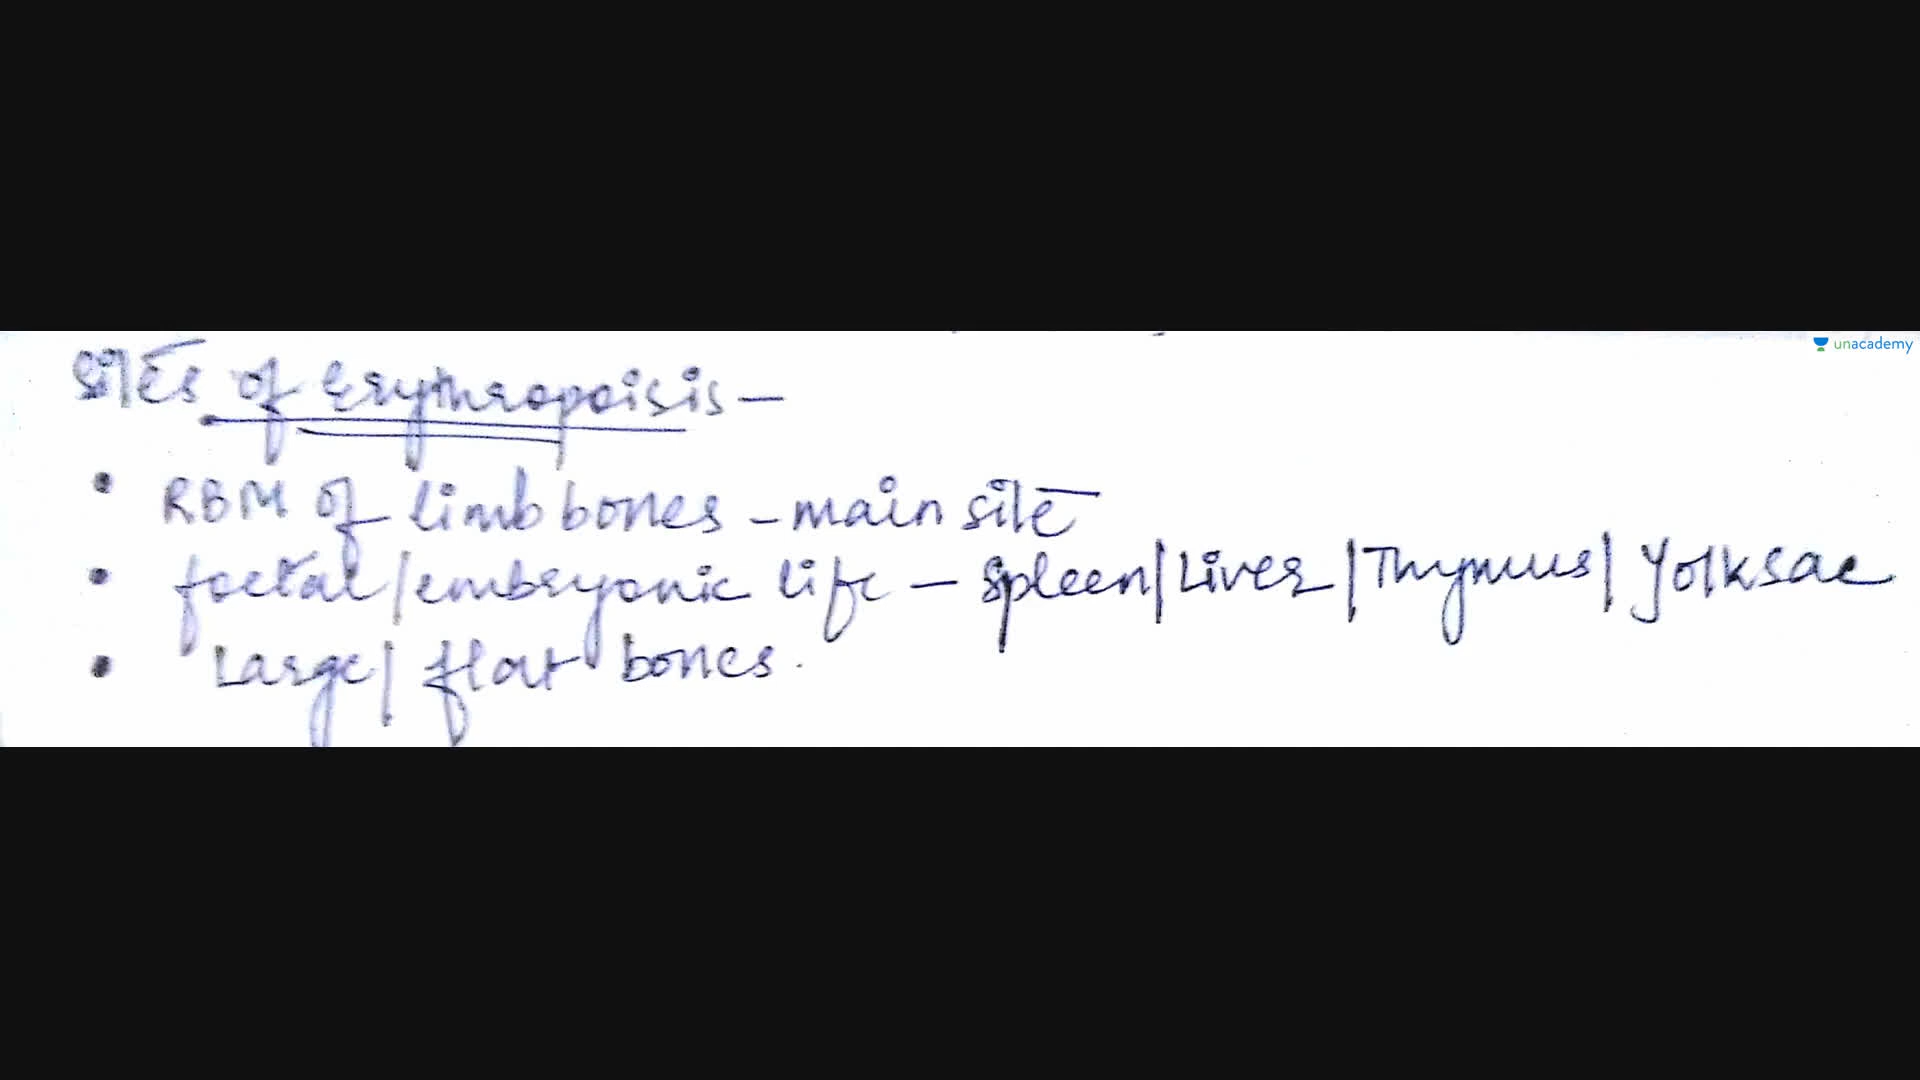 unacademy
Sites of Erythropoisis —
• RBM of limb bones - main site
• foetal/embryonic life — Spleen/Liver/Thymus/Yolksac
• Large/flat bones.